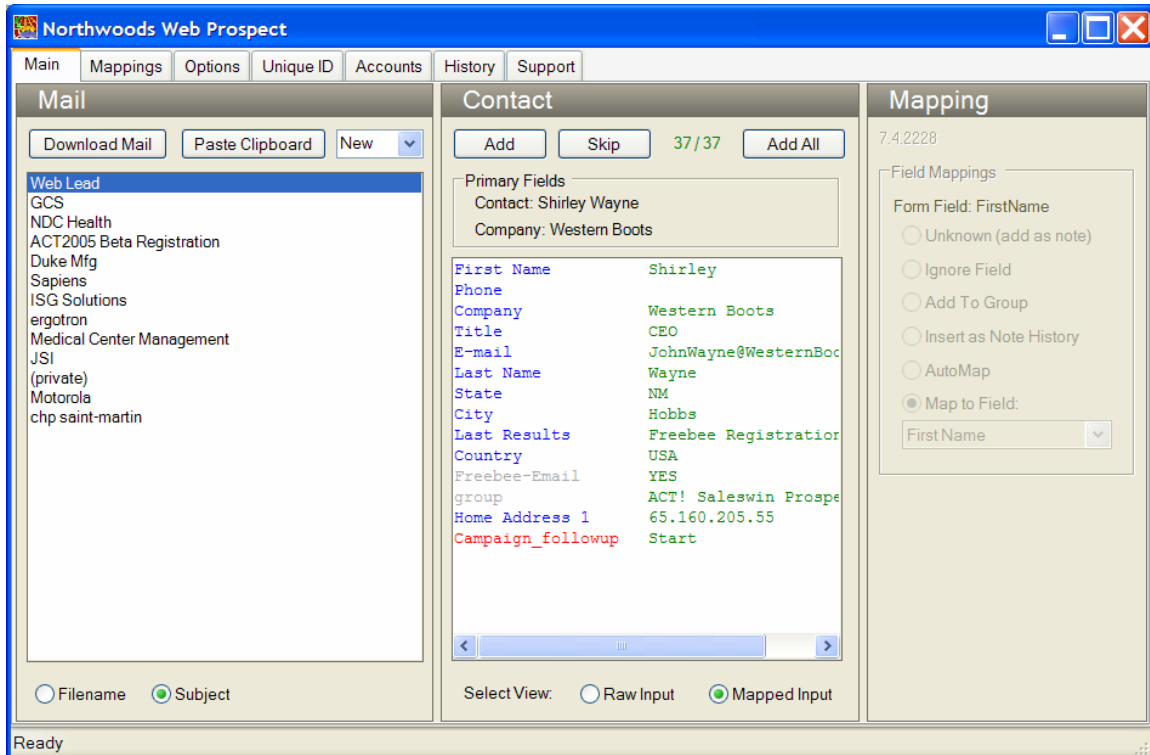 Northwoods Web Prospect
Main Mappings Options Unique ID Accounts History Support
Mail
Download Mail Paste Clipboard New
Web Lead
GCS
NDC Health
ACT2005 Beta Registration
Duke Mfg
Sapiens
ISG Solutions
ergotron
Medical Center Management
JSI
(private)
Motorola
chp saint-martin
Filename Subject
Contact
Add Skip 37/37 Add All
Primary Fields
Contact: Shirley Wayne
Company: Western Boots
First Name Shirley
Phone
Company Western Boots
Title CEO
E-mail JohnWayne@WesternBoo
Last Name Wayne
State NM
City Hobbs
Last Results Freebee Registration
Country USA
Freebee-Email YES
group ACT! Saleswin Prospe
Home Address 1 65.160.205.55
Campaign_followup Start
Select View: Raw Input Mapped Input
Mapping
7.4.2228
Field Mappings
Form Field: FirstName
Unknown (add as note)
Ignore Field
Add To Group
Insert as Note History
AutoMap
Map to Field:
First Name
Ready